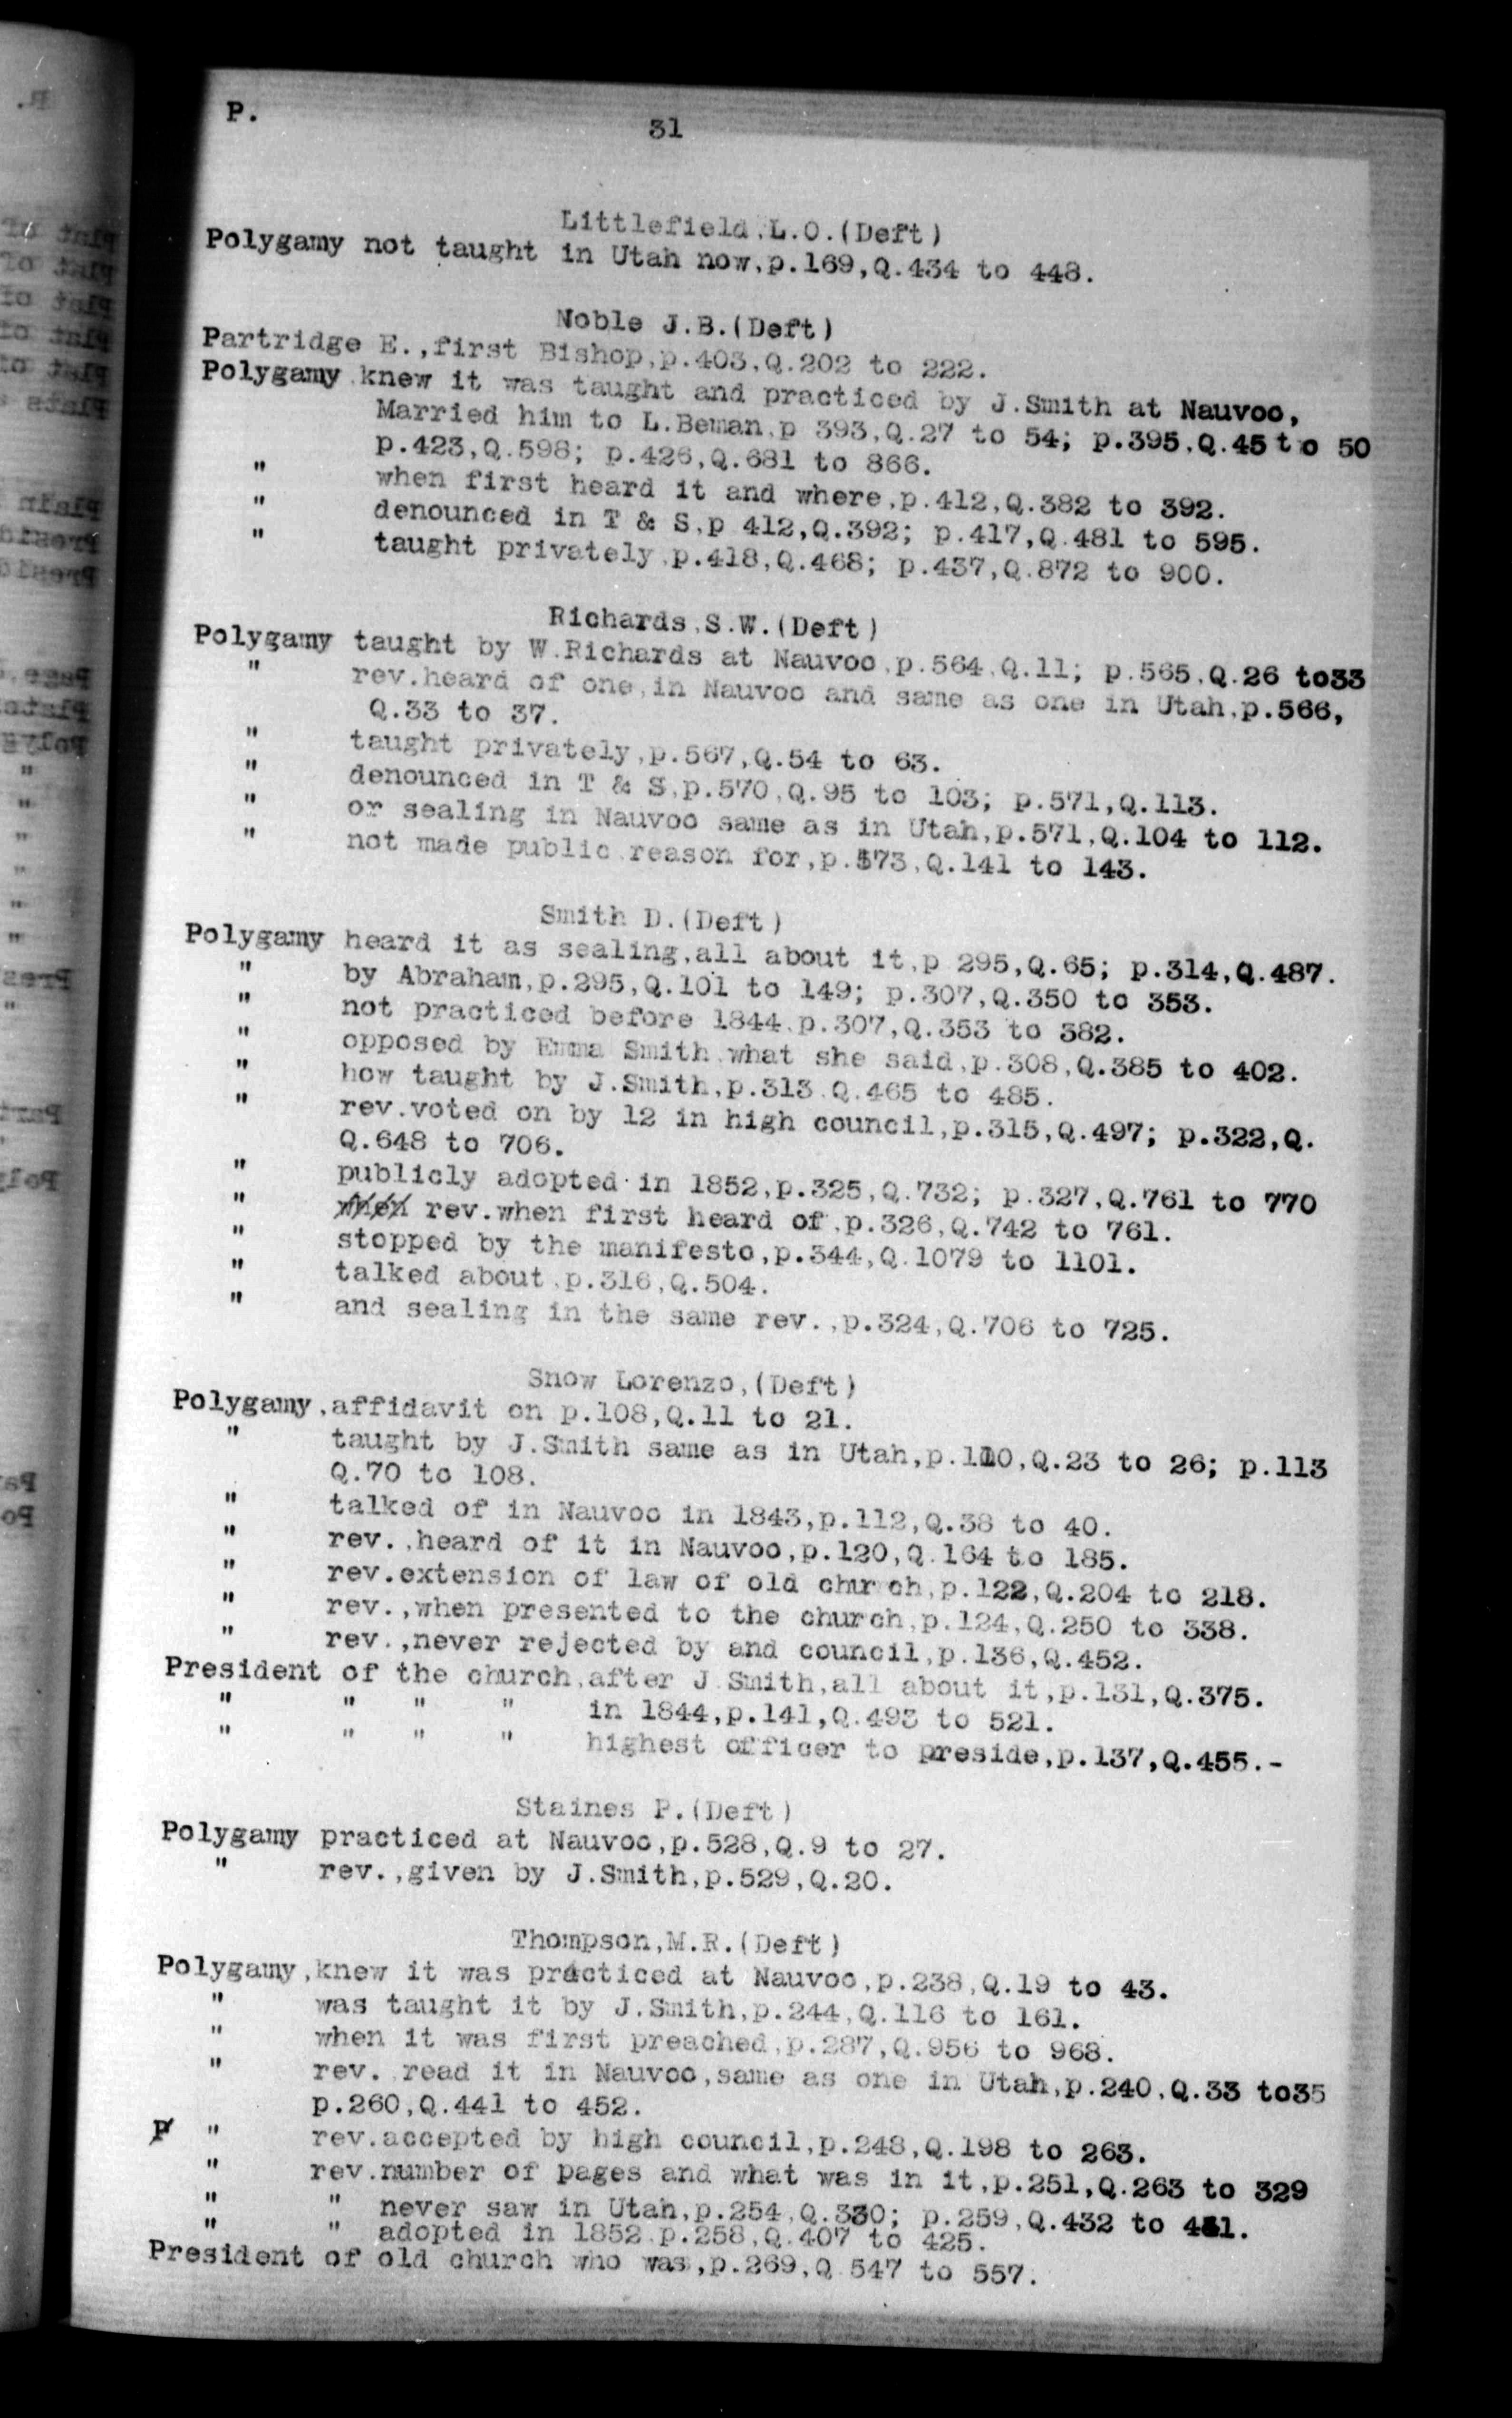 P.
31
Littlefield,L.O.(Deft)
Polygamy not taught in Utah now,p.169,Q.434 to 448.
Noble J.B.(Deft)
Partridge E.,first Bishop,p.403,Q.202 to 222.
Polygamy,knew it was taught and practiced by J.Smith at Nauvoo,
Married him to L.Beman,p 393,Q.27 to 54; p.395,Q.45 to 50
p.423,Q.598; p.426,Q.681 to 866.
" when first heard it and where,p.412,Q.382 to 392.
" denounced in T & S,p 412,Q.392; p.417,Q.481 to 595.
" taught privately,p.418,Q.468; p.437,Q.872 to 900.
Richards,S.W.(Deft)
Polygamy taught by W.Richards at Nauvoo,p.564,Q.11; p.565,Q.26 to33
" rev.heard of one,in Nauvoo and same as one in Utah,p.566,
Q.33 to 37.
" taught privately,p.567,Q.54 to 63.
" denounced in T & S,p.570,Q.95 to 103; p.571,Q.113.
" or sealing in Nauvoo same as in Utah,p.571,Q.104 to 112.
" not made public,reason for,p.573,Q.141 to 143.
Smith D.(Deft)
Polygamy heard it as sealing,all about it,p 295,Q.65; p.314,Q.487.
" by Abraham,p.295,Q.101 to 149; p.307,Q.350 to 353.
" not practiced before 1844,p.307,Q.353 to 382.
" opposed by Emma Smith,what she said,p.308,Q.385 to 402.
" how taught by J.Smith,p.313,Q.465 to 485.
" rev.voted on by 12 in high council,p.315,Q.497; p.322,Q.
Q.648 to 706.
" publicly adopted in 1852,p.325,Q.732; p.327,Q.761 to 770
" when rev.when first heard of,p.326,Q.742 to 761.
" stopped by the manifesto,p.344,Q.1079 to 1101.
" talked about,p.316,Q.504.
" and sealing in the same rev.,p.324,Q.706 to 725.
Snow Lorenzo,(Deft)
Polygamy,affidavit on p.108,Q.11 to 21.
" taught by J.Smith same as in Utah,p.110,Q.23 to 26; p.113
Q.70 to 108.
" talked of in Nauvoo in 1843,p.112,Q.38 to 40.
" rev.,heard of it in Nauvoo,p.120,Q.164 to 185.
" rev.extension of law of old church,p.122,Q.204 to 218.
" rev.,when presented to the church,p.124,Q.250 to 338.
" rev.,never rejected by and council,p.136,Q.452.
President of the church,after J.Smith,all about it,p.131,Q.375.
" " " " in 1844,p.141,Q.493 to 521.
" " " " highest officer to preside,p.137,Q.455.-
Staines P.(Deft)
Polygamy practiced at Nauvoo,p.528,Q.9 to 27.
" rev.,given by J.Smith,p.529,Q.20.
Thompson,M.R.(Deft)
Polygamy,knew it was practiced at Nauvoo,p.238,Q.19 to 43.
" was taught it by J.Smith,p.244,Q.116 to 161.
" when it was first preached,p.287,Q.956 to 968.
" rev. read it in Nauvoo,same as one in Utah,p.240,Q.33 to35
p.260,Q.441 to 452.
P " rev.accepted by high council,p.248,Q.198 to 263.
" rev.number of pages and what was in it,p.251,Q.263 to 329
" " never saw in Utah,p.254,Q.330; p.259,Q.432 to
" " adopted in 1852,p.258,Q.407 to 425.
President of old church who was,p.269,Q 547 to 557.